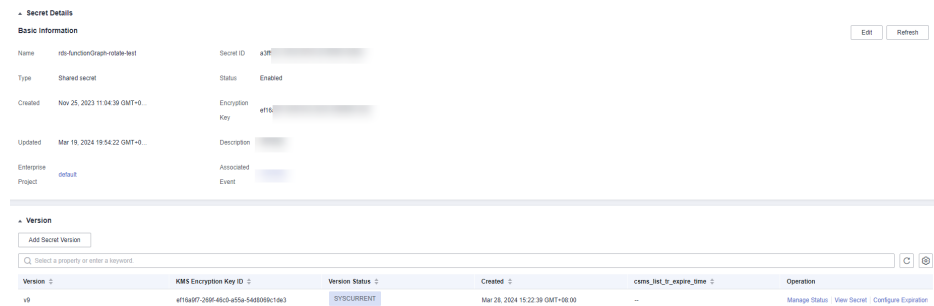 Secret Details
Basic Information
Edit Refresh
Name rds-functionGraph-rotate-test Secret ID a3ff
Type Shared secret Status Enabled
Created Nov 25, 2023 11:04:39 GMT+0... Encryption Key ef16
Updated Mar 19, 2024 19:54:22 GMT+0... Description
Enterprise Project default Associated Event
Version
Add Secret Version
Select a property or enter a keyword.
Version KMS Encryption Key ID Version Status Created csms_list_tr_expire_time Operation
v9 ef16a9f7-269f-46c0-a55a-54d8069c1de3 SYSCURRENT Mar 28, 2024 15:22:39 GMT+08:00 -- Manage Status View Secret Configure Expiration